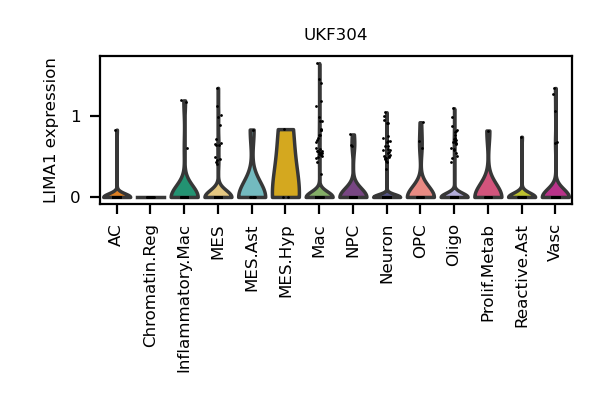 UKF304
LIMA1 expression
1
0
AC
Chromatin.Reg
Inflammatory.Mac
MES
MES.Ast
MES.Hyp
Mac
NPC
Neuron
OPC
Oligo
Prolif.Metab
Reactive.Ast
Vasc